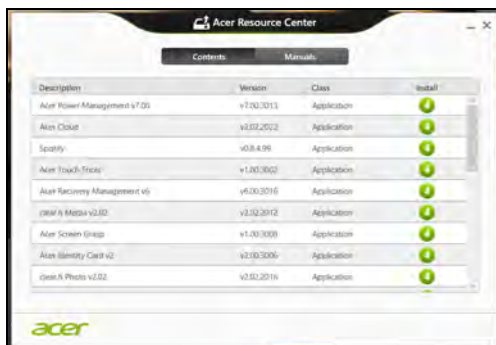 Acer Resource Center
Contents Manuals
Description Version Class Install
Acer Power Management v7.00 v7.00.3013 Application
Acer Cloud v2.02.2022 Application
Spotify v0.8.4.99 Application
Acer Touch Tools v1.00.3002 Application
Acer Recovery Management v6 v6.00.3016 Application
clear.fi Media v2.02 v2.02.2012 Application
Acer Screen Grasp v1.00.3008 Application
Acer Identity Card v2 v2.00.3006 Application
clear.fi Photo v2.02 v2.02.2016 Application
acer